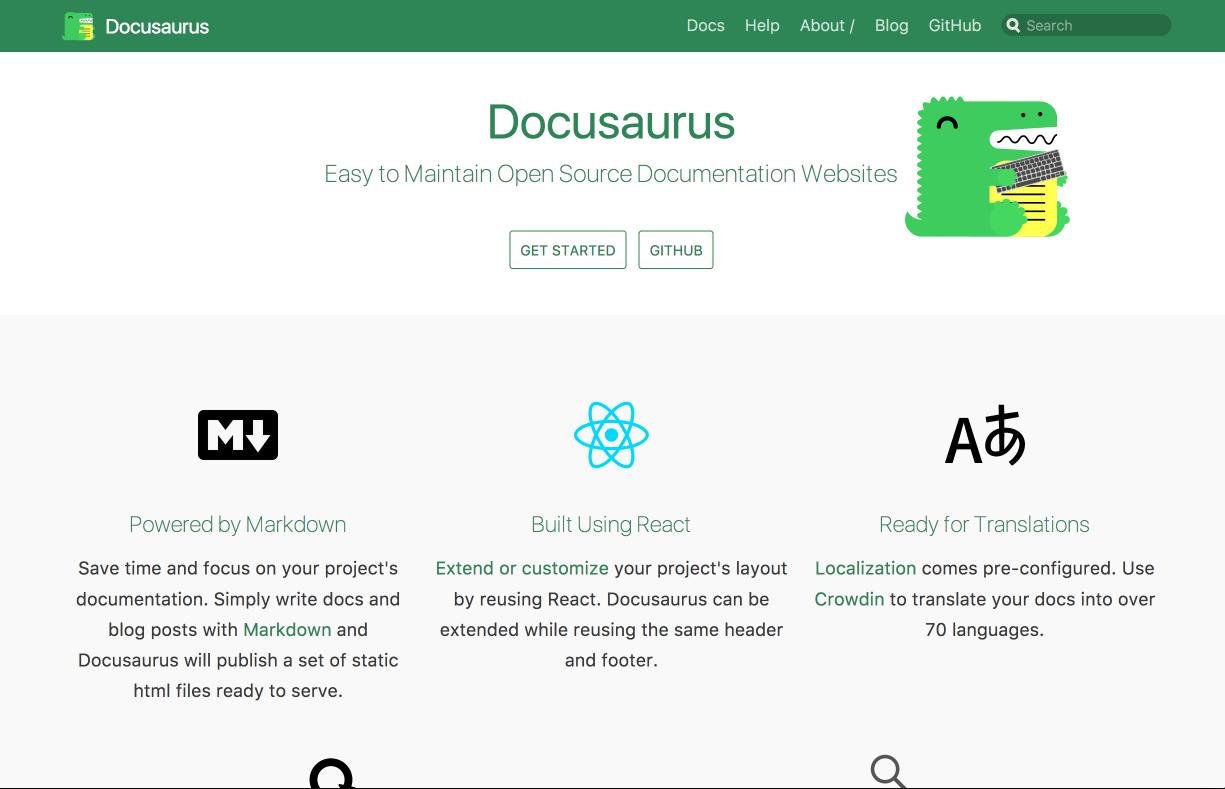 Docusaurus
Docs Help About / Blog GitHub Search
Docusaurus
Easy to Maintain Open Source Documentation Websites
GET STARTED GITHUB
M
Aあ
Powered by Markdown
Save time and focus on your project's
documentation. Simply write docs and
blog posts with Markdown and
Docusaurus will publish a set of static
html files ready to serve.
Built Using React
Extend or customize your project's layout
by reusing React. Docusaurus can be
extended while reusing the same header
and footer.
Ready for Translations
Localization comes pre-configured. Use
Crowdin to translate your docs into over
70 languages.